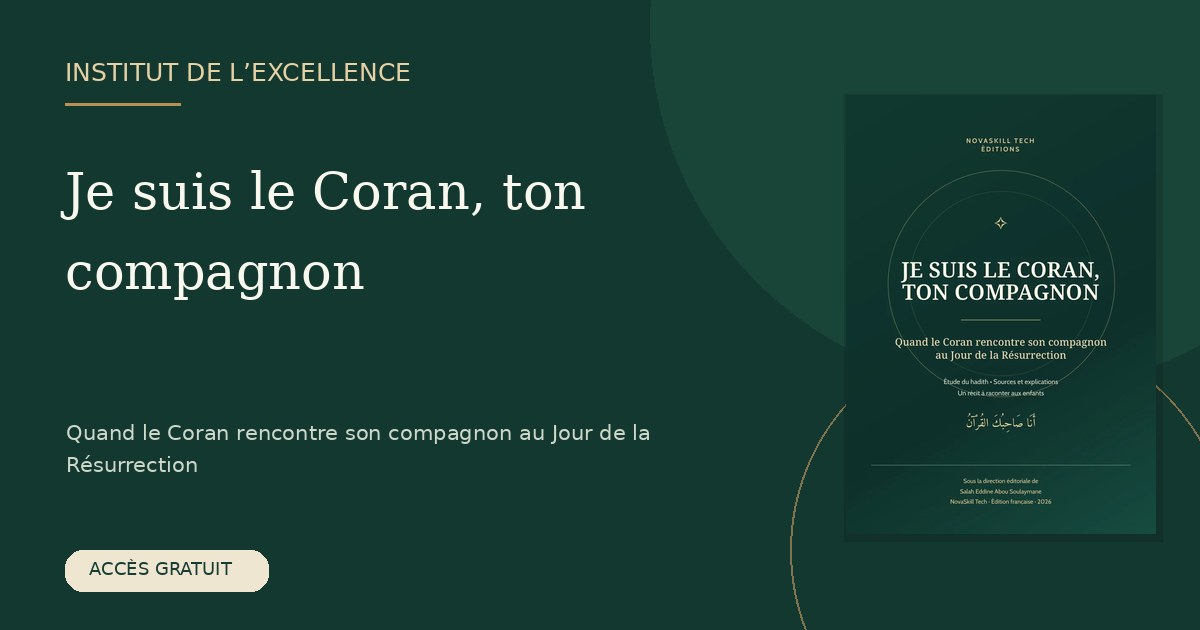 INSTITUT DE L’EXCELLENCE
Je suis le Coran, ton
compagnon
Quand le Coran rencontre son compagnon au Jour de la
Résurrection
ACCÈS GRATUIT
NOVASKILL TECH
ÉDITIONS
JE SUIS LE CORAN,
TON COMPAGNON
Quand le Coran rencontre son compagnon
au Jour de la Résurrection
Étude du hadith • Sources et explications
Un récit à raconter aux enfants
أَنَا صَاحِبُكَ الْقُرْآنُ
Sous la direction éditoriale de
Salah Eddine Abou Soulaymane
NovaSkill Tech · Édition française · 2026